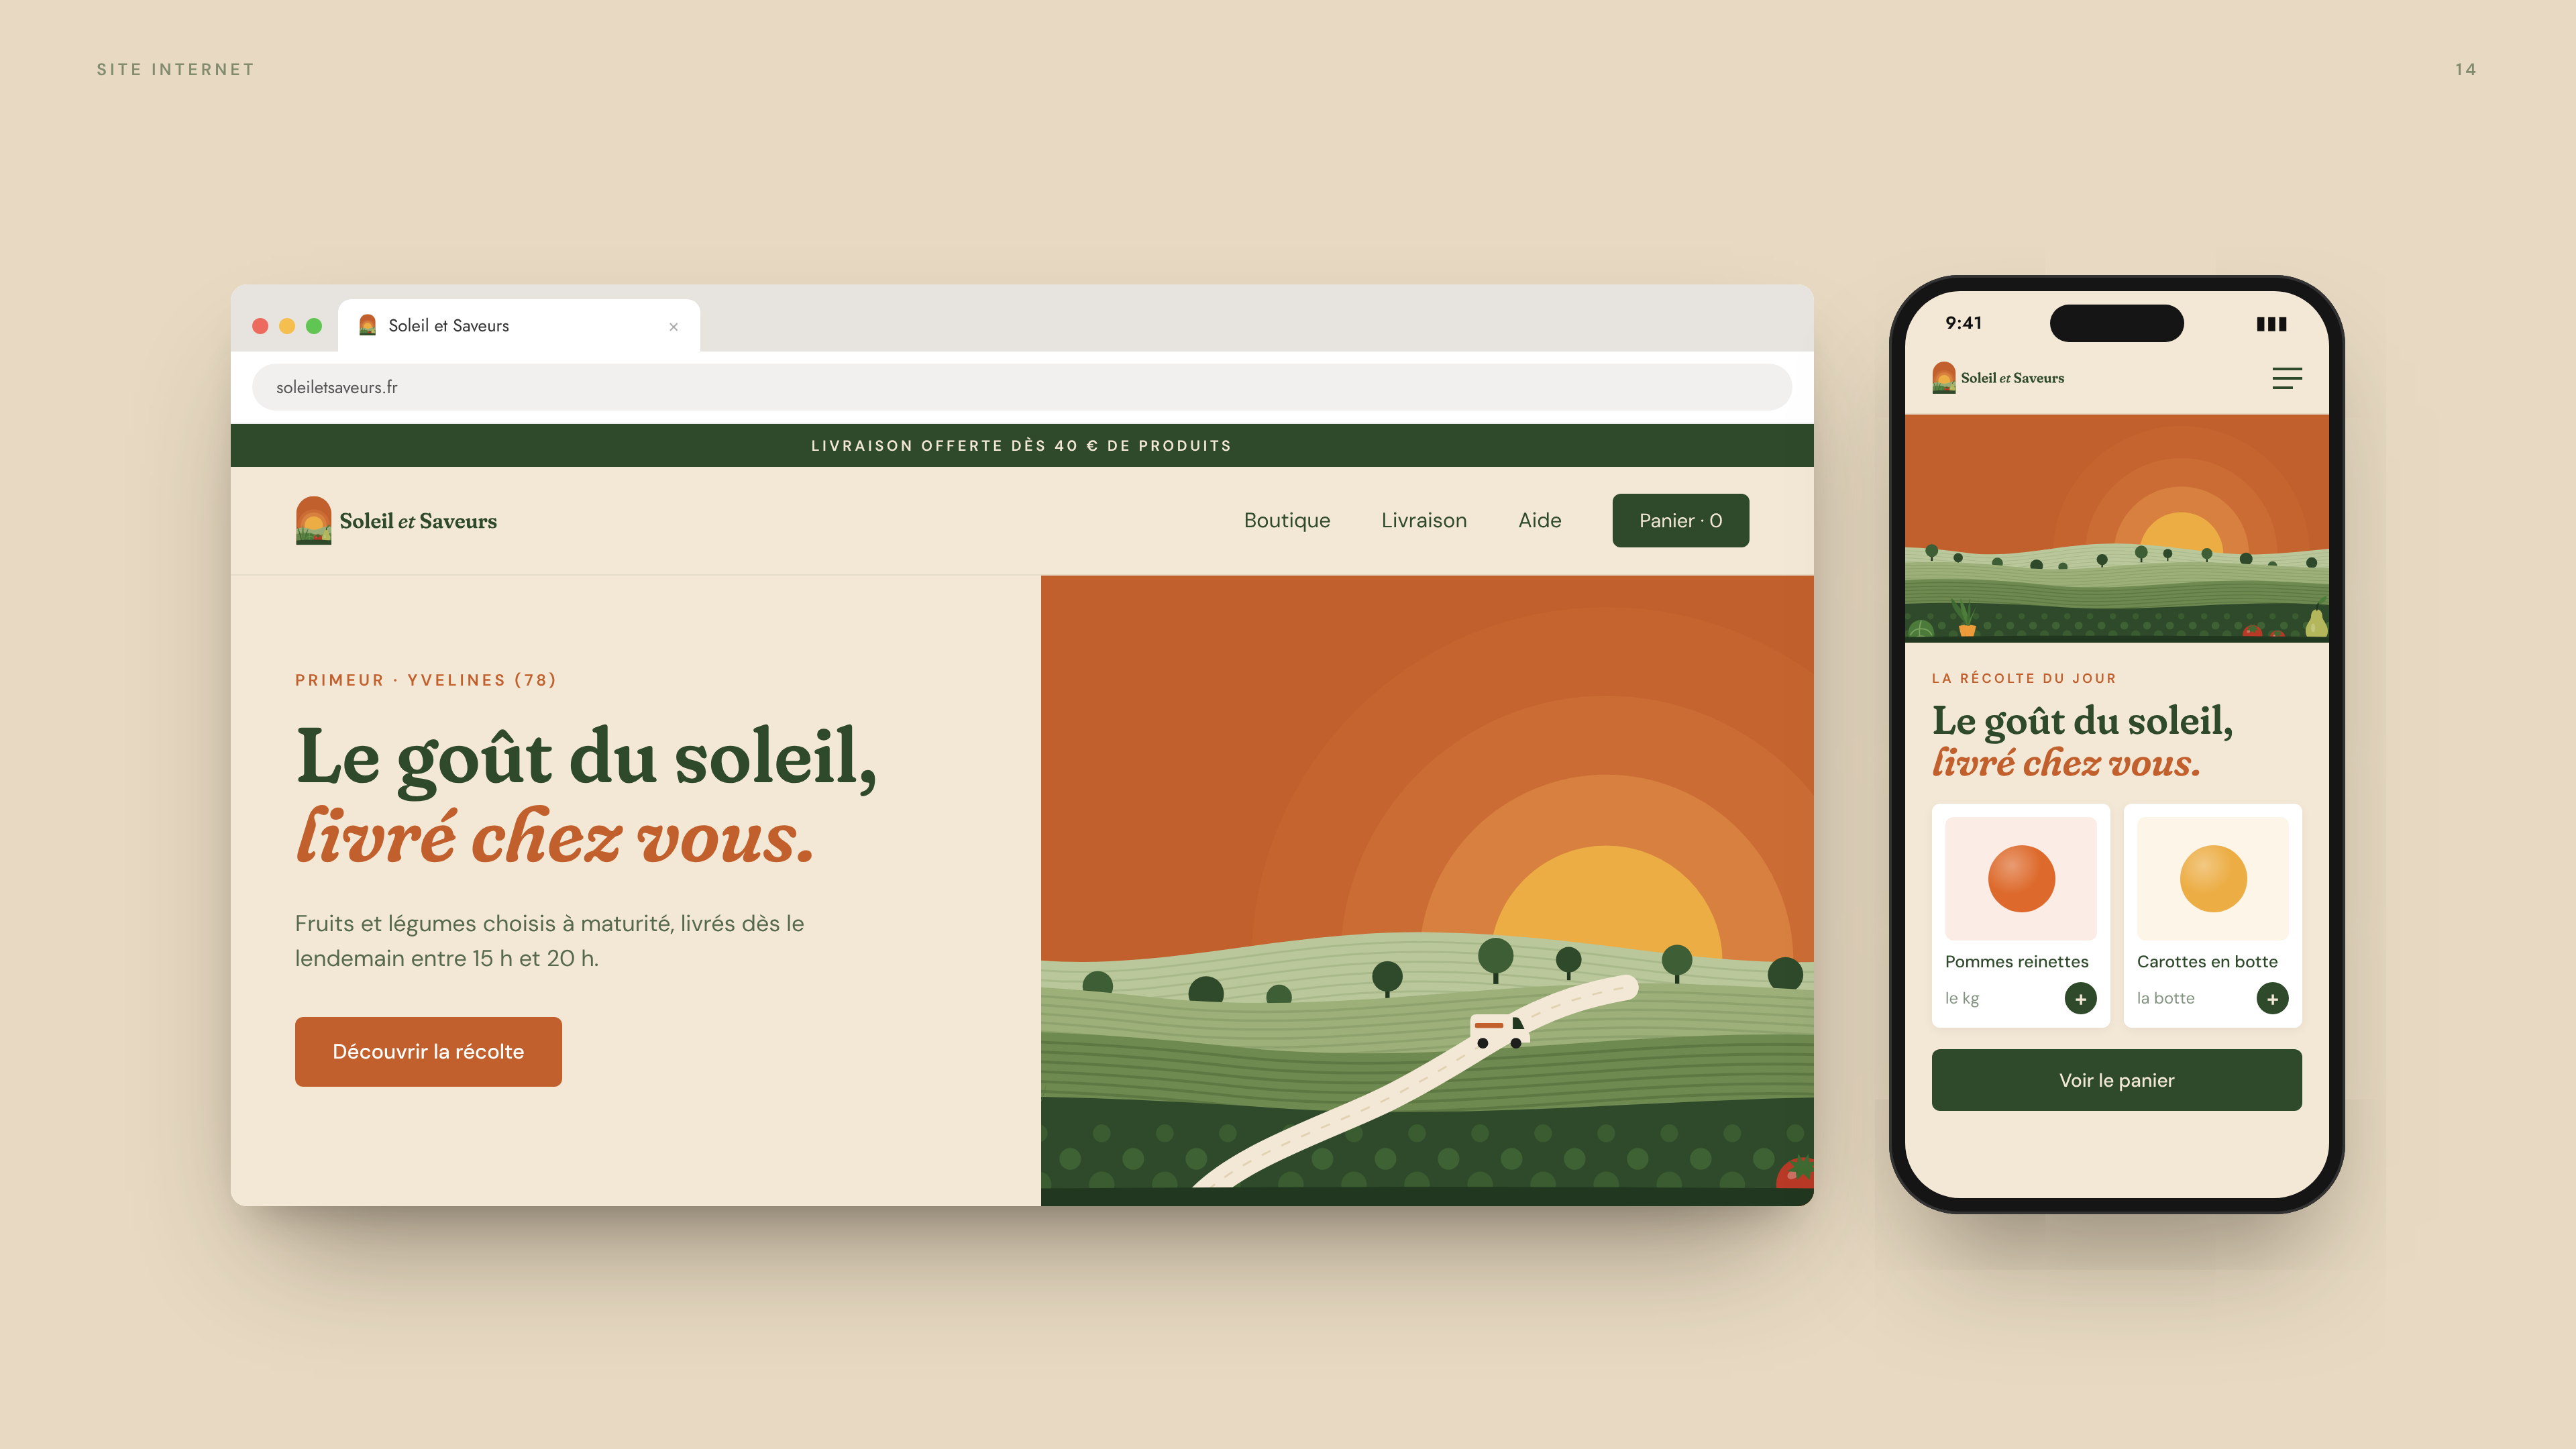 SITE INTERNET
14
Soleil et Saveurs
×
soleiletsaveurs.fr
LIVRAISON OFFERTE DÈS 40 € DE PRODUITS
Soleil et Saveurs
Boutique
Livraison
Aide
Panier · 0
PRIMEUR · YVELINES (78)
Le goût du soleil,
livré chez vous.
Fruits et légumes choisis à maturité, livrés dès le
lendemain entre 15 h et 20 h.
Découvrir la récolte
9:41
Soleil et Saveurs
LA RÉCOLTE DU JOUR
Le goût du soleil,
livré chez vous.
Pommes reinettes
le kg
+
Carottes en botte
la botte
+
Voir le panier